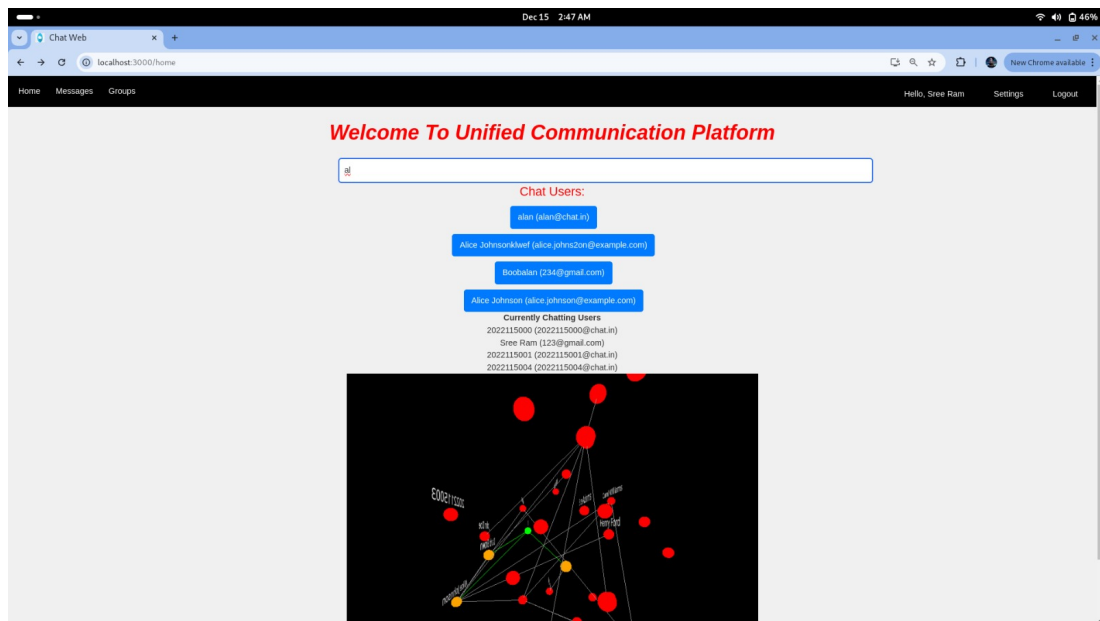 Dec 15 2:47 AM
46%
Chat Web
localhost:3000/home
New Chrome available
Home Messages Groups
Hello, Sree Ram Settings Logout
Welcome To Unified Communication Platform
al
Chat Users:
alan (alan@chat.in)
Alice Johnsonklwef (alice.johns2on@example.com)
Boobalan (234@gmail.com)
Alice Johnson (alice.johnson@example.com)
Currently Chatting Users
2022115000 (2022115000@chat.in)
Sree Ram (123@gmail.com)
2022115001 (2022115001@chat.in)
2022115004 (2022115004@chat.in)
2022115003
Henry Ford